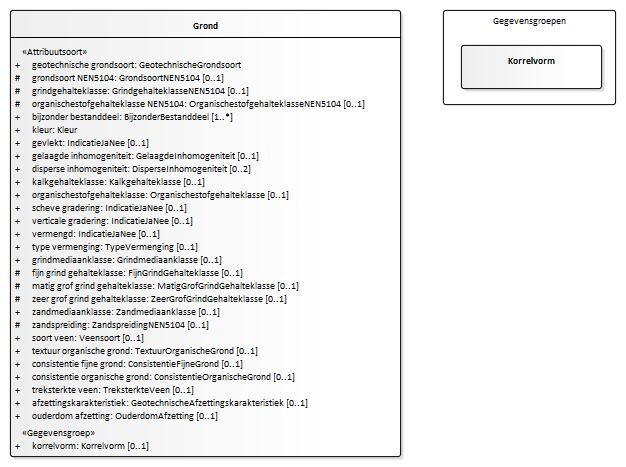 Grond
«Attribuutsoort»
+ geotechnische grondsoort: GeotechnischeGrondsoort
# grondsoort NEN5104: GrondsoortNEN5104 [0..1]
# grindgehalteklasse: GrindgehalteklasseNEN5104 [0..1]
# organischestofgehalteklasse NEN5104: OrganischestofgehalteklasseNEN5104 [0..1]
+ bijzonder bestanddeel: BijzonderBestanddeel [1..*]
+ kleur: Kleur
+ gevlekt: IndicatieJaNee [0..1]
+ gelaagde inhomogeniteit: GelaagdeInhomogeniteit [0..1]
+ disperse inhomogeniteit: DisperseInhomogeniteit [0..2]
+ kalkgehalteklasse: Kalkgehalteklasse [0..1]
+ organischestofgehalteklasse: Organischestofgehalteklasse [0..1]
+ scheve gradering: IndicatieJaNee [0..1]
+ verticale gradering: IndicatieJaNee [0..1]
+ vermengd: IndicatieJaNee [0..1]
+ type vermenging: TypeVermenging [0..1]
+ grindmediaanklasse: Grindmediaanklasse [0..1]
# fijn grind gehalteklasse: FijnGrindGehalteklasse [0..1]
# matig grof grind gehalteklasse: MatigGrofGrindGehalteklasse [0..1]
# zeer grof grind gehalteklasse: ZeerGrofGrindGehalteklasse [0..1]
+ zandmediaanklasse: Zandmediaanklasse [0..1]
# zandspreiding: ZandspreidingNEN5104 [0..1]
+ soort veen: Veensoort [0..1]
+ textuur organische grond: TextuurOrganischeGrond [0..1]
+ consistentie fijne grond: ConsistentieFijneGrond [0..1]
+ consistentie organische grond: ConsistentieOrganischeGrond [0..1]
+ treksterkte veen: TreksterkteVeen [0..1]
+ afzettingskarakteristiek: GeotechnischeAfzettingskarakteristiek [0..1]
+ ouderdom afzetting: OuderdomAfzetting [0..1]
«Gegevensgroep»
+ korrelvorm: Korrelvorm [0..1]
Gegevensgroepen
Korrelvorm